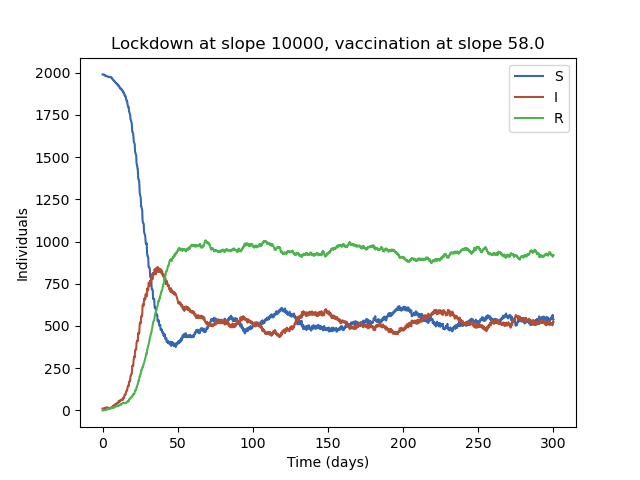 Lockdown at slope 10000, vaccination at slope 58.0
S
I
R
2000
1750
1500
1250
1000
750
500
250
0
Individuals
0 50 100 150 200 250 300
Time (days)